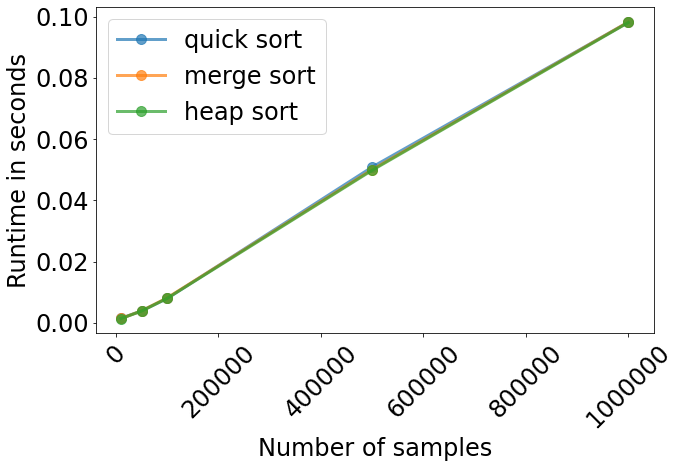 0.10
0.08
0.06
0.04
0.02
0.00
Runtime in seconds
quick sort
merge sort
heap sort
0
200000
400000
600000
800000
1000000
Number of samples